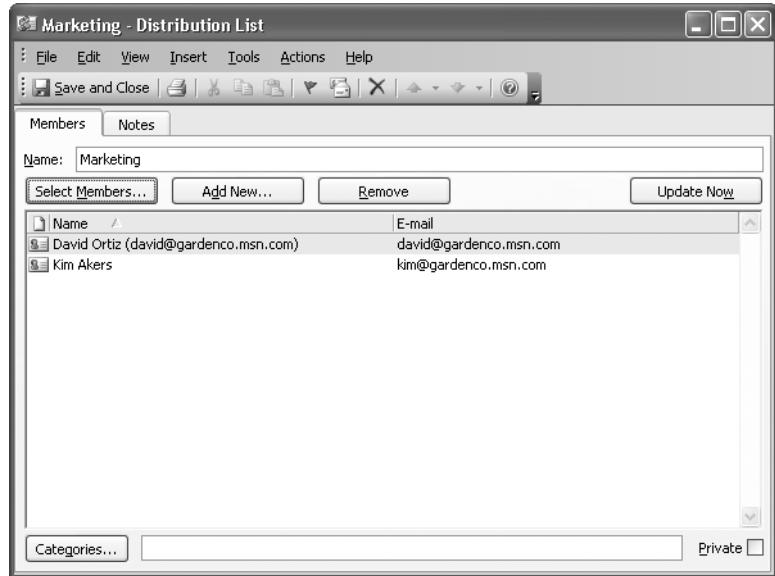 Marketing - Distribution List
File Edit View Insert Tools Actions Help
Save and Close
Members Notes
Name: Marketing
Select Members... Add New... Remove Update Now
Name E-mail
David Ortiz (david@gardenco.msn.com) david@gardenco.msn.com
Kim Akers kim@gardenco.msn.com
Categories... Private